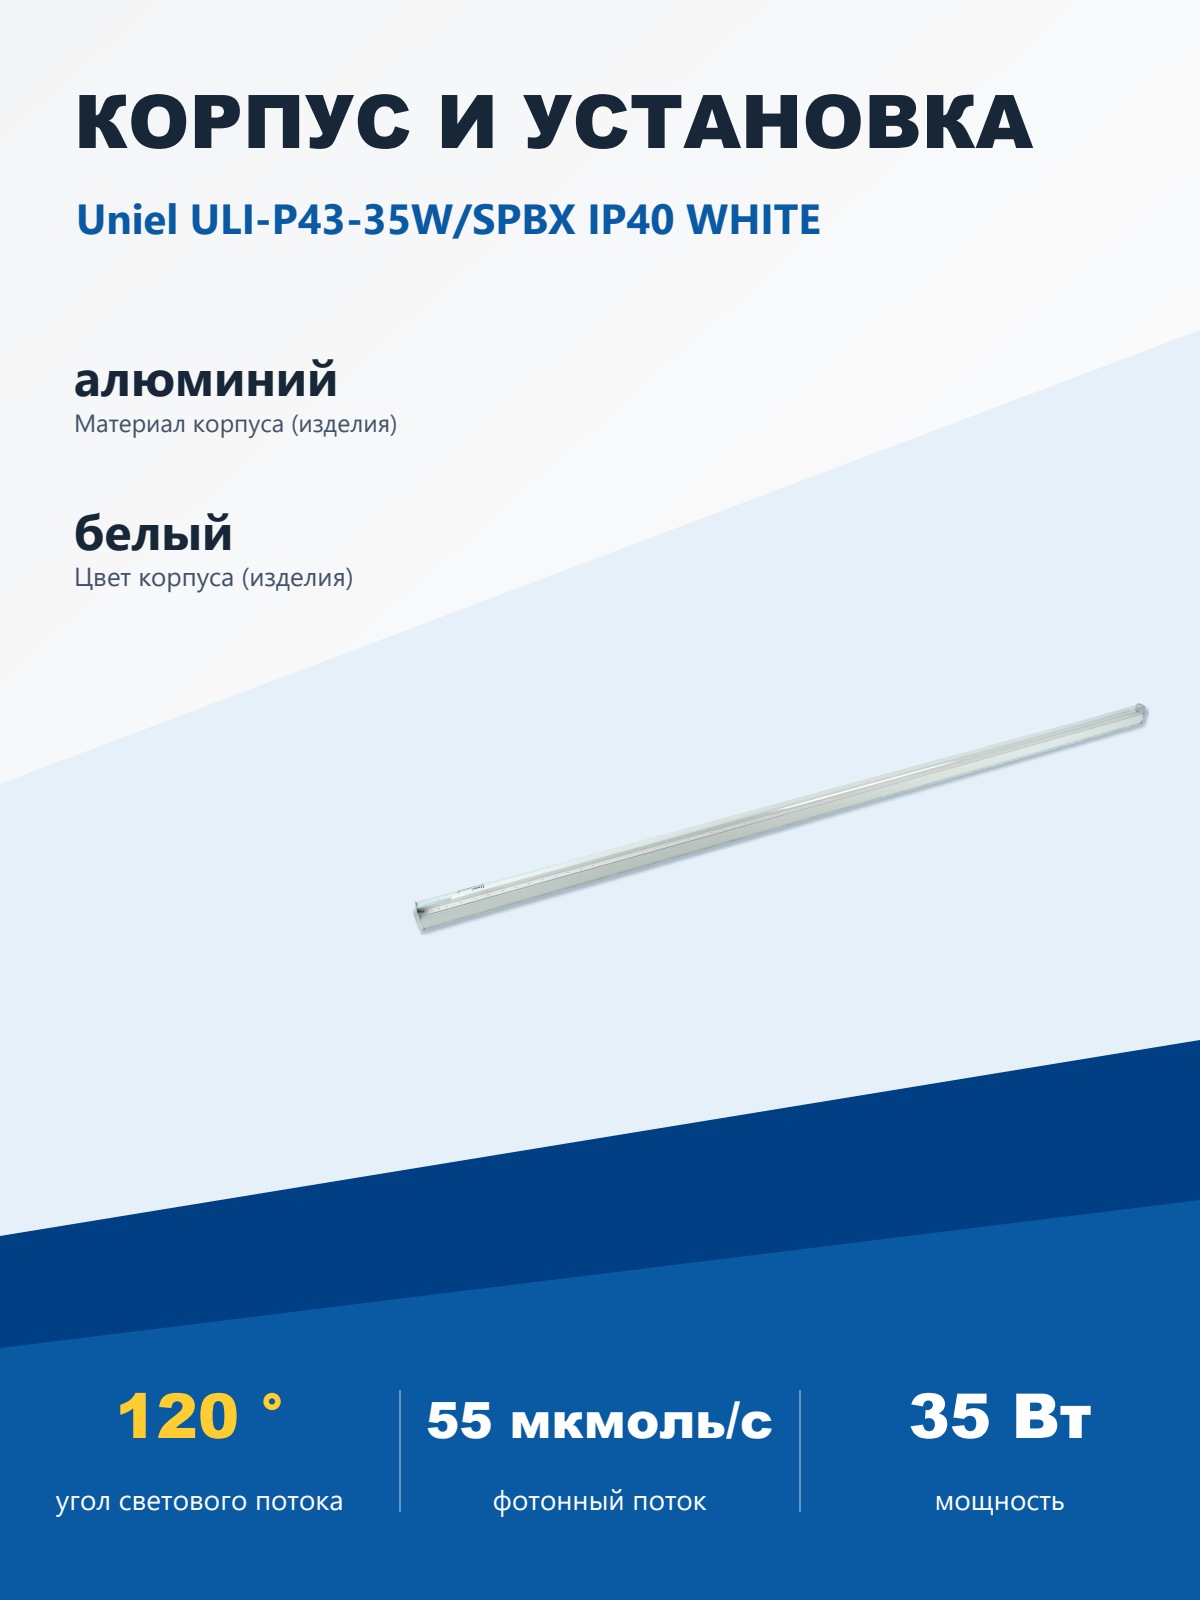 КОРПУС И УСТАНОВКА
Uniel ULI-P43-35W/SPBX IP40 WHITE
алюминий
Материал корпуса (изделия)
белый
Цвет корпуса (изделия)
120 °
угол светового потока
55 мкмоль/с
фотонный поток
35 Вт
мощность